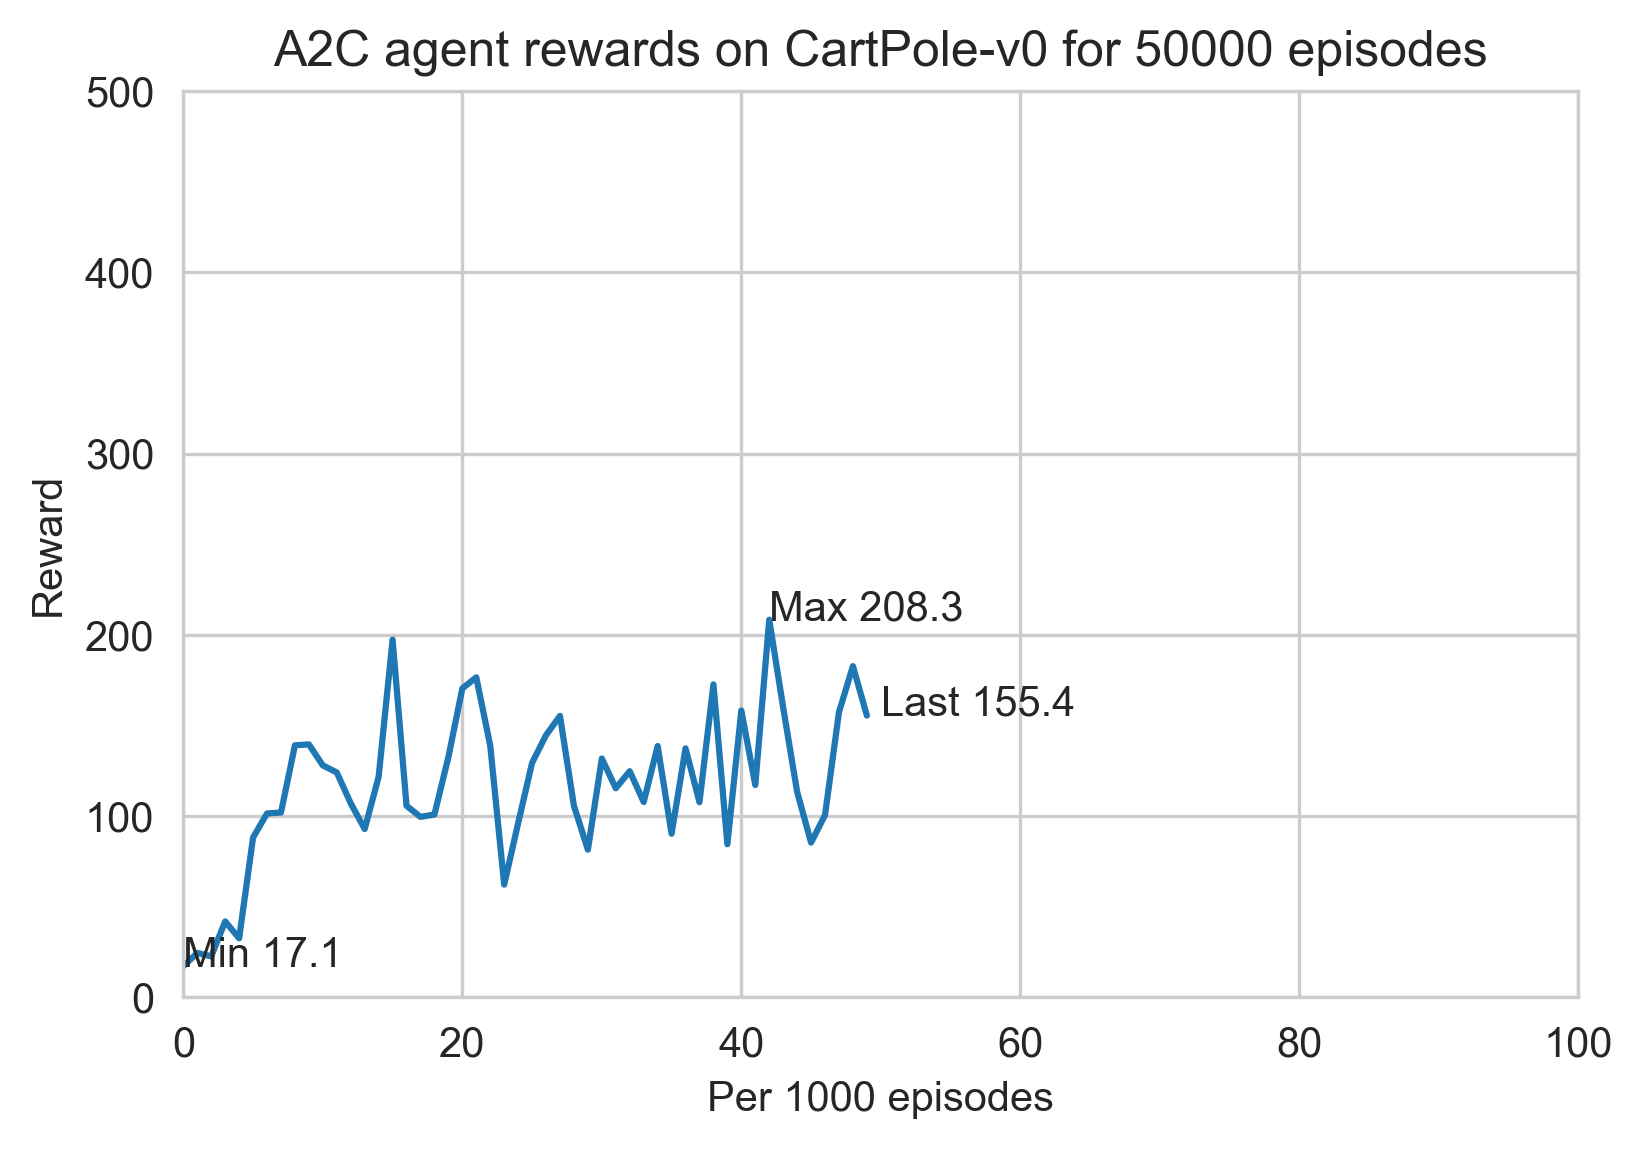 A2C agent rewards on CartPole-v0 for 50000 episodes
500
400
300
200
100
0
Reward
Max 208.3
Last 155.4
Min 17.1
0 20 40 60 80 100
Per 1000 episodes